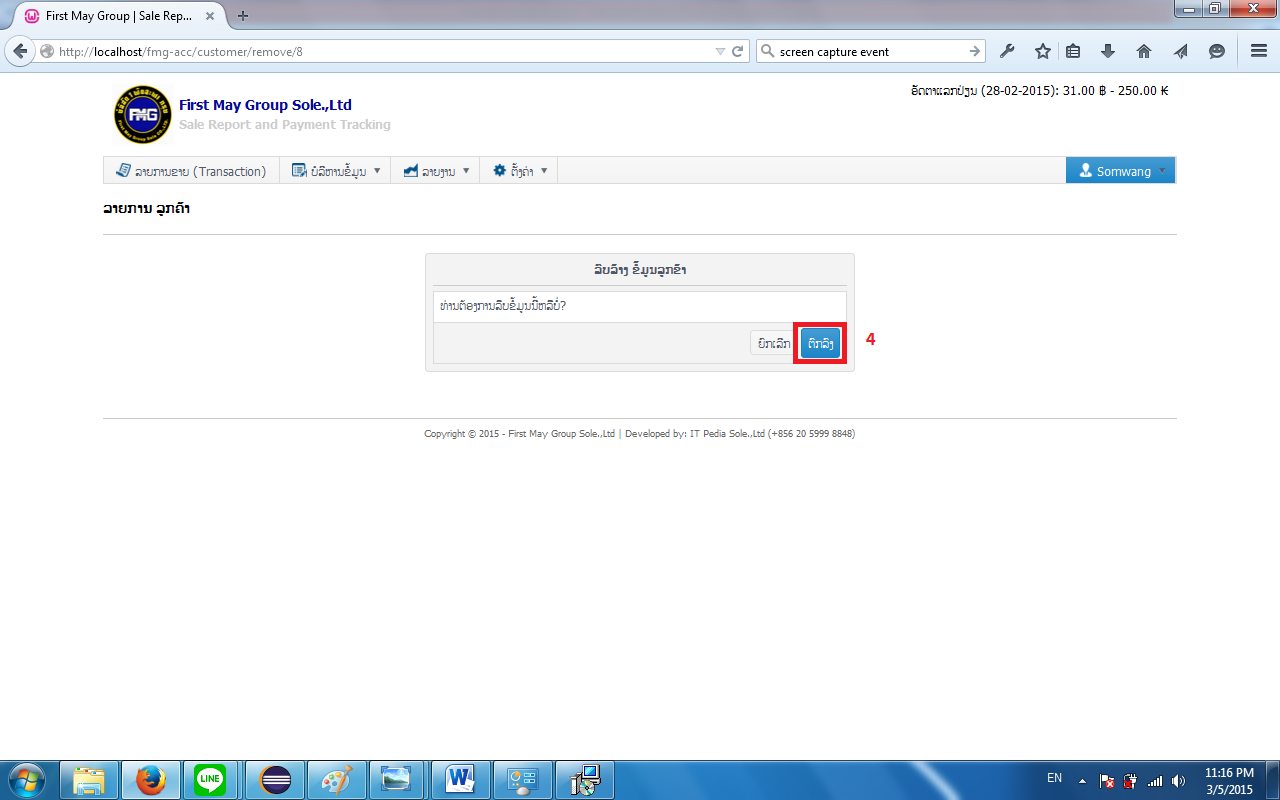 First May Group | Sale Rep...
http://localhost/fmg-acc/customer/remove/8
screen capture event
FMG
First May Group Sole.,Ltd
Sale Report and Payment Tracking
ອັດຕາແລກປ່ຽນ (28-02-2015): 31.00 ฿ - 250.00 ₭
ລາຍການຂາຍ (Transaction)
ບໍລິຫານຂໍ້ມູນ
ລາຍງານ
ຕັ້ງຄ່າ
Somwang
ລາຍການ ລູກຄ້າ
ລຶບລ້າງ ຂໍ້ມູນລູກຂ້າ
ທ່ານຕ້ອງການລຶບຂໍ້ມູນນີ້ຫລືບໍ່?
ຍົກເລີກ
ຕົກລົງ
4
Copyright © 2015 - First May Group Sole.,Ltd | Developed by: IT Pedia Sole.,Ltd (+856 20 5999 8848)
LINE
EN
11:16 PM
3/5/2015